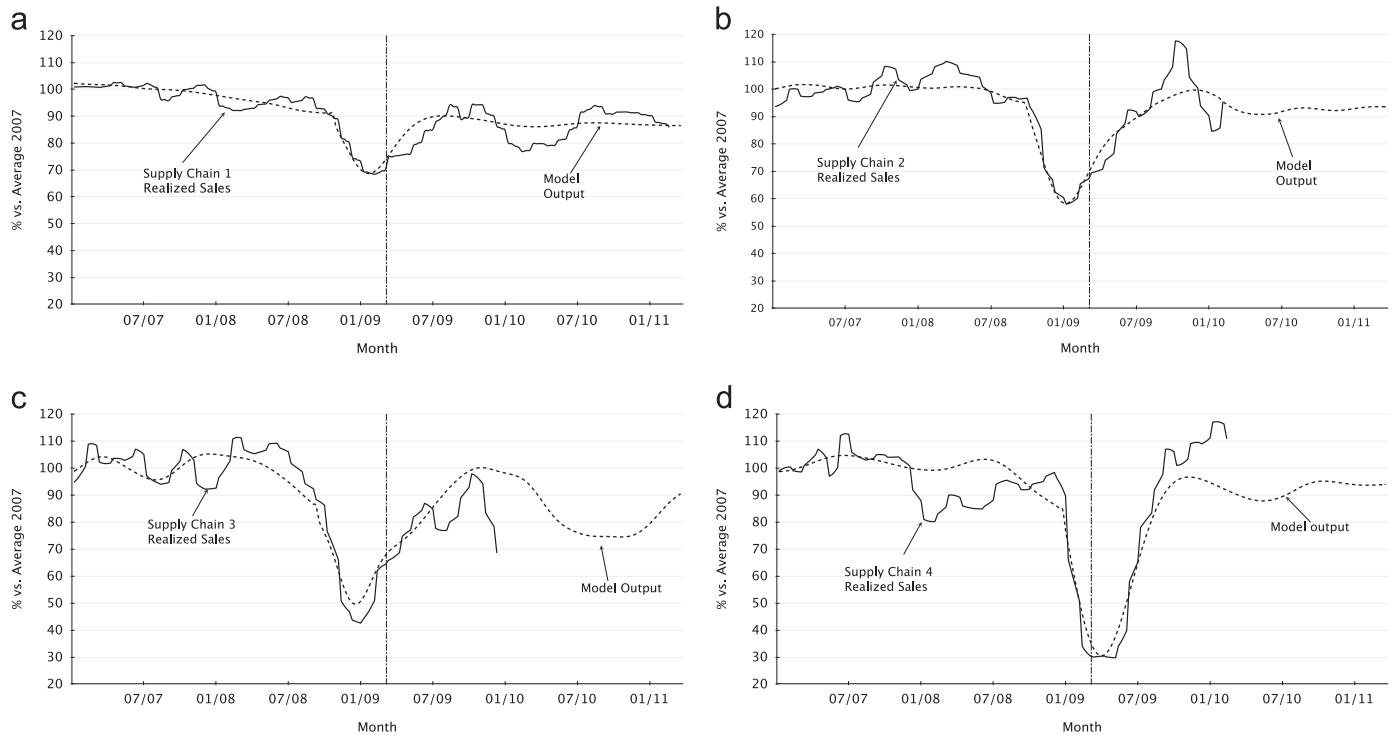 a
120
110
100
90
80
70
60
50
40
30
20
% vs. Average 2007
Supply Chain 1
Realized Sales
Model
Output
07/07 01/08 07/08 01/09 07/09 01/10 07/10 01/11
Month
b
120
110
100
90
80
70
60
50
40
30
20
% vs. Average 2007
Supply Chain 2
Realized Sales
Model
Output
07/07 01/08 07/08 01/09 07/09 01/10 07/10 01/11
Month
c
120
110
100
90
80
70
60
50
40
30
20
% vs. Average 2007
Supply Chain 3
Realized Sales
Model Output
07/07 01/08 07/08 01/09 07/09 01/10 07/10 01/11
Month
d
120
110
100
90
80
70
60
50
40
30
20
% vs. Average 2007
Supply Chain 4
Realized Sales
Model output
07/07 01/08 07/08 01/09 07/09 01/10 07/10 01/11
Month